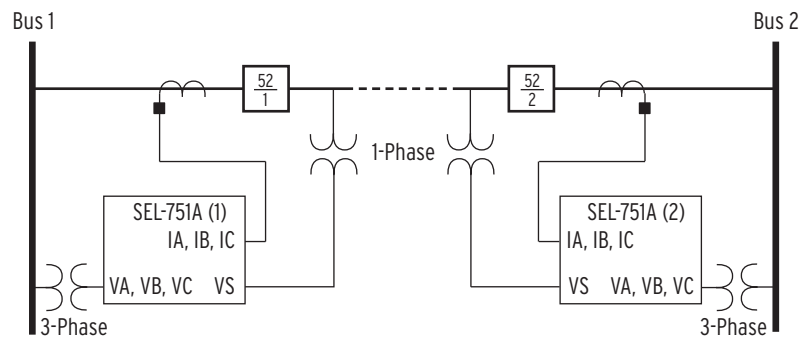 Bus 1
Bus 2
52
1
52
2
1-Phase
SEL-751A (1)
IA, IB, IC
VA, VB, VC VS
SEL-751A (2)
IA, IB, IC
VS VA, VB, VC
3-Phase
3-Phase